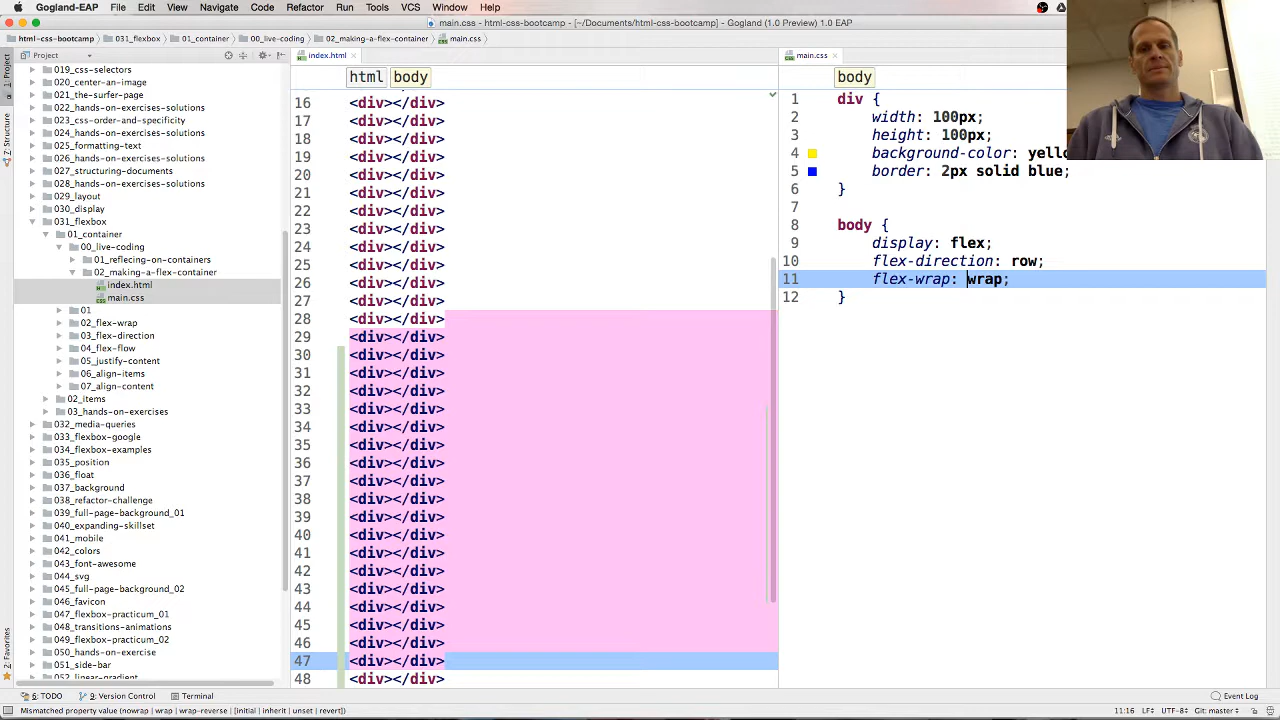 Gogland-EAP File Edit View Navigate Code Refactor Run Tools VCS Window Help
main.css - html-css-bootcamp - [~/Documents/html-css-bootcamp] - Gogland (1.0 Preview) 1.0 EAP
html-css-bootcamp 031_flexbox 01_container 00_live-coding 02_making-a-flex-container main.css
Project
index.html
main.css
1: Project
Z: Structure
2: Favorites
019_css-selectors
020_center-an-image
021_the-surfer-page
022_hands-on-exercises-solutions
023_css-order-and-specificity
024_hands-on-exercises-solutions
025_formatting-text
026_hands-on-exercises-solutions
027_structuring-documents
028_hands-on-exercises-solutions
029_layout
030_display
031_flexbox
01_container
00_live-coding
01_reflecing-on-containers
02_making-a-flex-container
index.html
main.css
01
02_flex-wrap
03_flex-direction
04_flex-flow
05_justify-content
06_align-items
07_align-content
02_items
03_hands-on-exercises
032_media-queries
033_flexbox-google
034_flexbox-examples
035_position
036_float
037_background
038_refactor-challenge
039_full-page-background_01
040_expanding-skillset
041_mobile
042_colors
043_font-awesome
044_svg
045_full-page-background_02
046_favicon
047_flexbox-practicum_01
048_transitions-animations
049_flexbox-practicum_02
050_hands-on-exercise
051_side-bar
052_linear-gradient
html body
16 <div></div>
17 <div></div>
18 <div></div>
19 <div></div>
20 <div></div>
21 <div></div>
22 <div></div>
23 <div></div>
24 <div></div>
25 <div></div>
26 <div></div>
27 <div></div>
28 <div></div>
29 <div></div>
30 <div></div>
31 <div></div>
32 <div></div>
33 <div></div>
34 <div></div>
35 <div></div>
36 <div></div>
37 <div></div>
38 <div></div>
39 <div></div>
40 <div></div>
41 <div></div>
42 <div></div>
43 <div></div>
44 <div></div>
45 <div></div>
46 <div></div>
47 <div></div>
48 <div></div>
body
1 div {
2 width: 100px;
3 height: 100px;
4 background-color: yello
5 border: 2px solid blue;
6 }
7
8 body {
9 display: flex;
10 flex-direction: row;
11 flex-wrap: wrap;
12 }
6: TODO 9: Version Control Terminal Event Log
Mismatched property value (nowrap | wrap | wrap-reverse | [initial | inherit | unset | revert]) 11:16 LF÷ UTF-8÷ Git: master÷